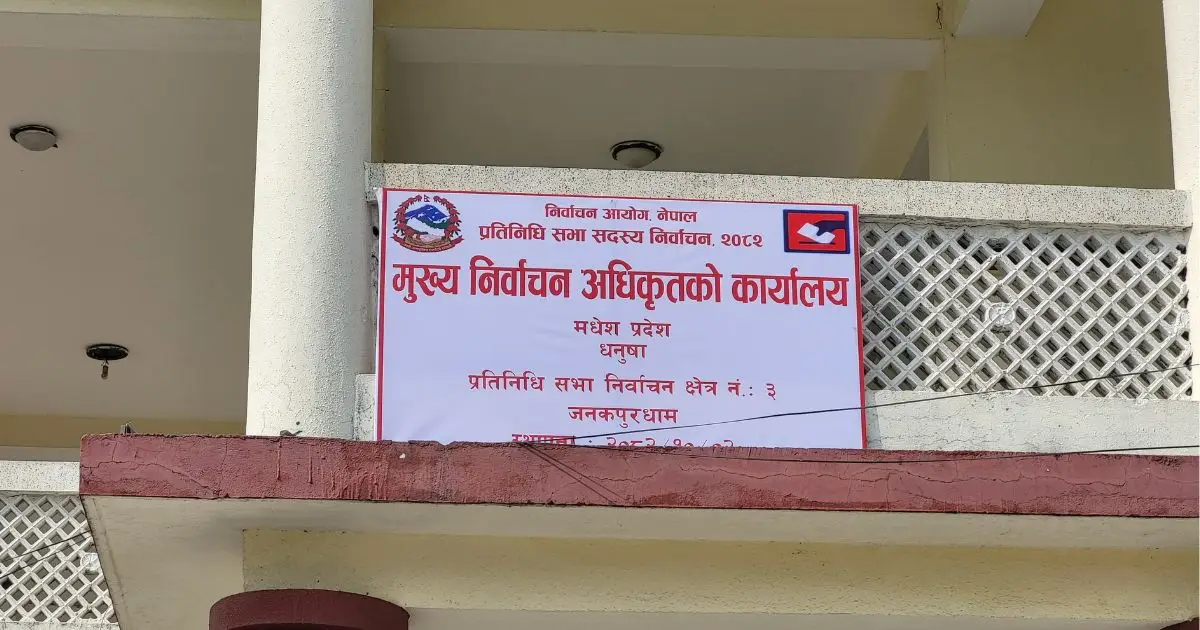 निर्वाचन आयोग, नेपाल
प्रतिनिधि सभा सदस्य निर्वाचन, २०८२
मुख्य निर्वाचन अधिकृतको कार्यालय
मधेश प्रदेश
धनुषा
प्रतिनिधि सभा निर्वाचन क्षेत्र नं.: ३
जनकपुरधाम